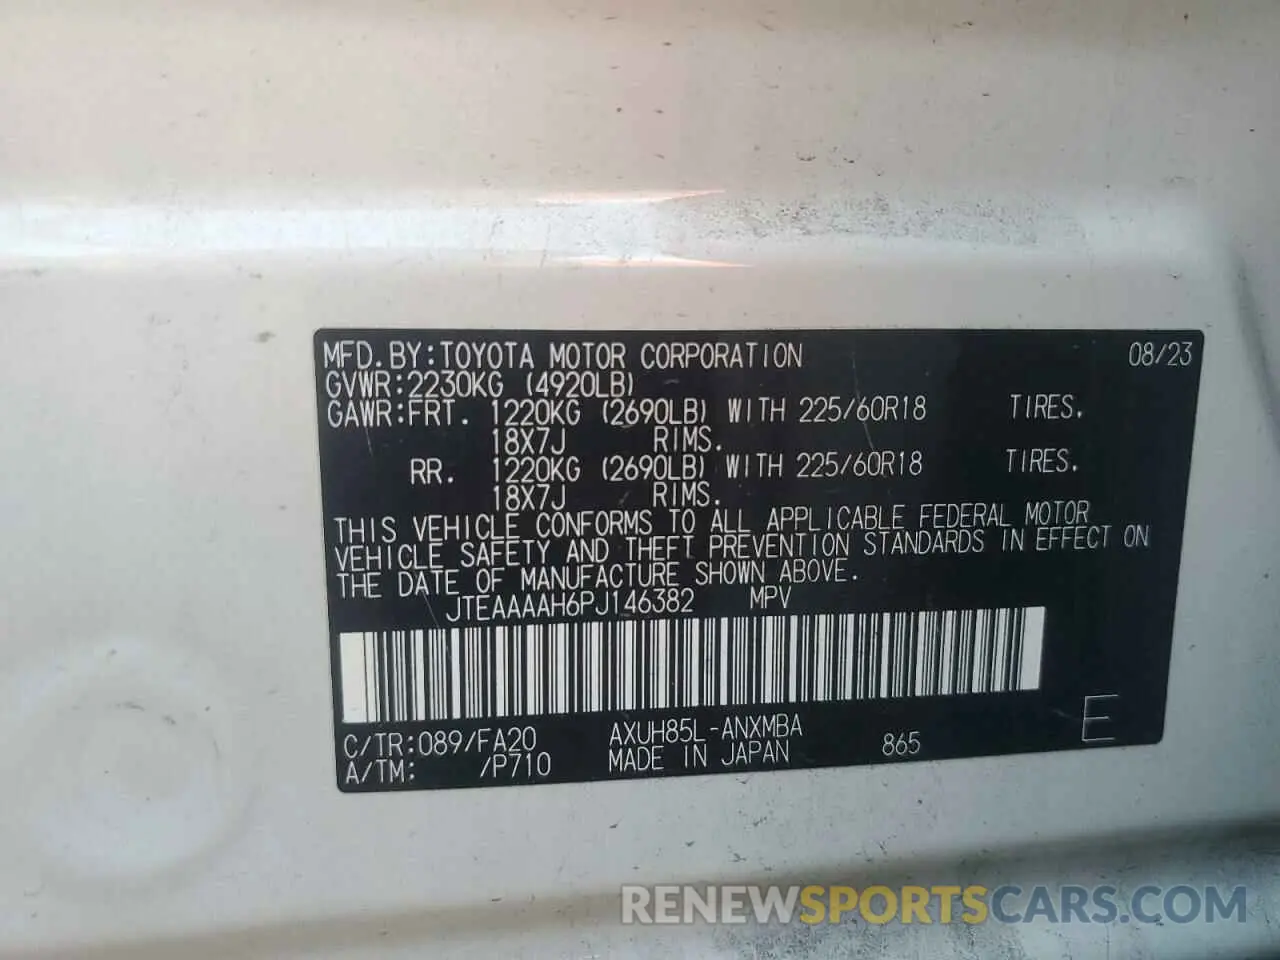 MFD. BY:TOYOTA MOTOR CORPORATION 08/23
GVWR:2230KG (4920LB)
GAWR:FRT. 1220KG (2690LB) WITH 225/60R18 TIRES.
18X7J RIMS.
RR. 1220KG (2690LB) WITH 225/60R18 TIRES.
18X7J RIMS.
THIS VEHICLE CONFORMS TO ALL APPLICABLE FEDERAL MOTOR
VEHICLE SAFETY AND THEFT PREVENTION STANDARDS IN EFFECT ON
THE DATE OF MANUFACTURE SHOWN ABOVE.
JTEAAAAH6PJ146382 MPV
C/TR:089/FA20 AXUH85L-ANXMBA
A/TM: /P710 MADE IN JAPAN 865 E
RENEWSPORTSCARS.COM